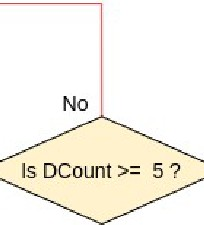 No
Is DCount >= 5 ?